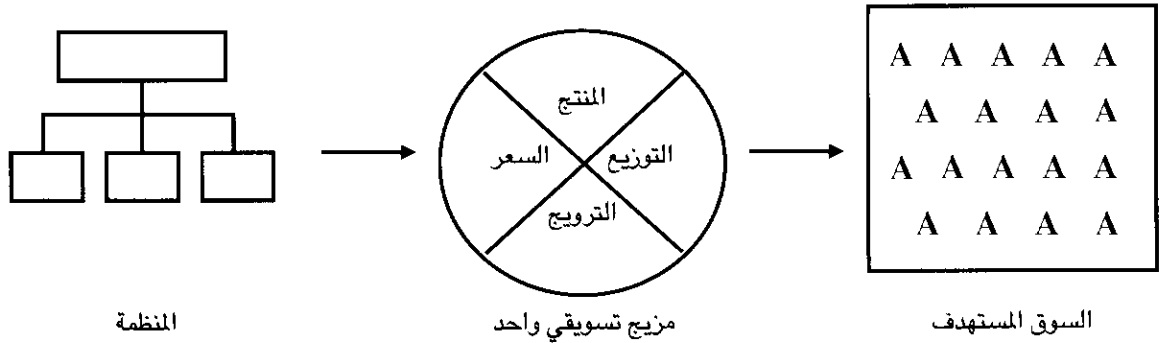 A A A A A
A A A A
A A A A A
A A A A
المنتج
التوزيع
السعر
الترويج
السوق المستهدف
مزيج تسويقي واحد
المنظمة